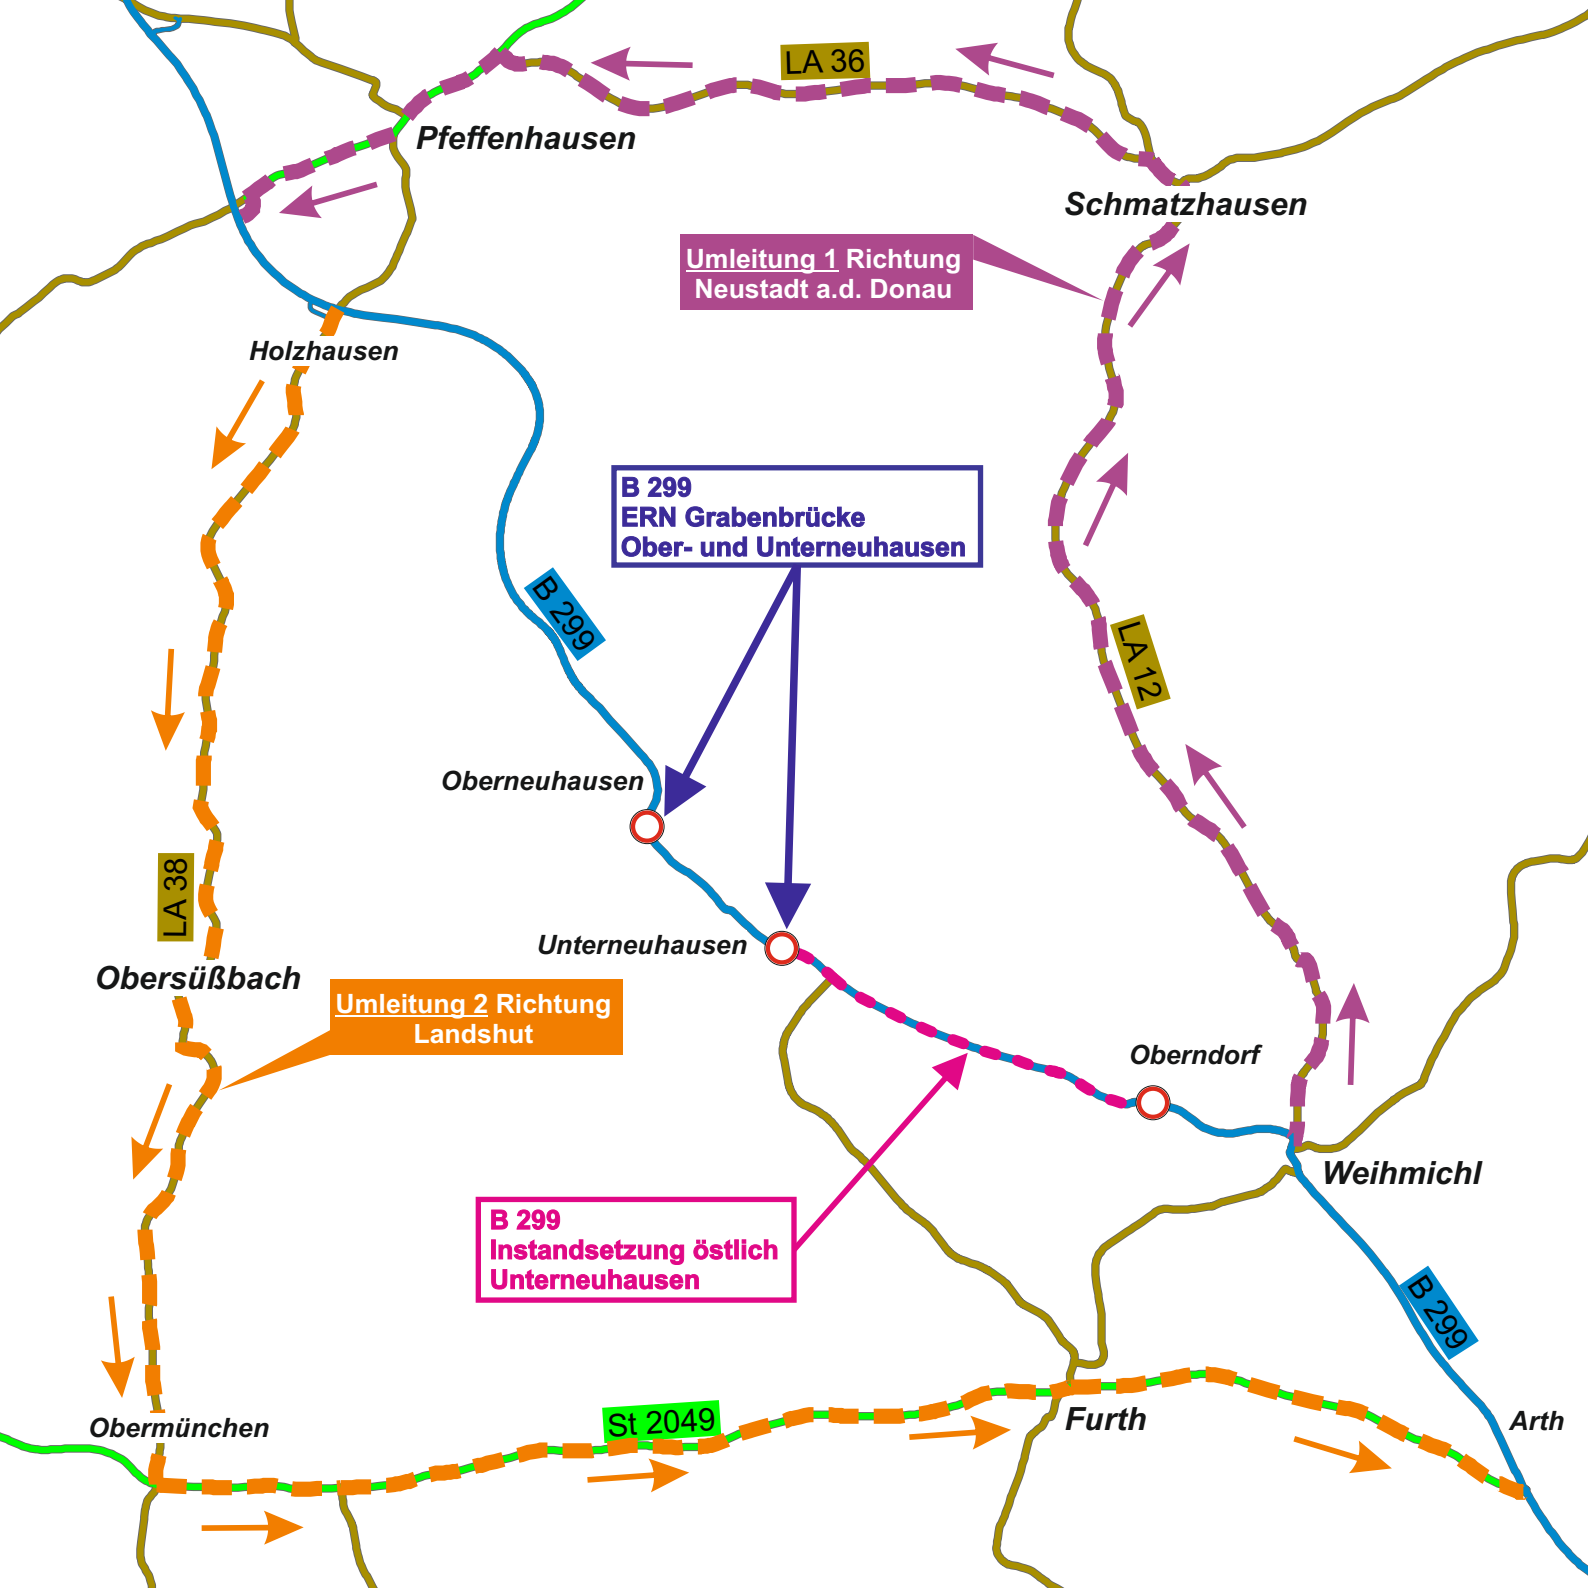 LA 36
Pfeffenhausen
Schmatzhausen
Umleitung 1 Richtung
Neustadt a.d. Donau
Holzhausen
B 299
ERN Grabenbrücke
Ober- und Unterneuhausen
B 299
LA 12
Oberneuhausen
LA 38
Unterneuhausen
Obersüßbach
Umleitung 2 Richtung
Landshut
Oberndorf
Weihmichl
B 299
Instandsetzung östlich
Unterneuhausen
B 299
St 2049
Furth
Arth
Obermünchen